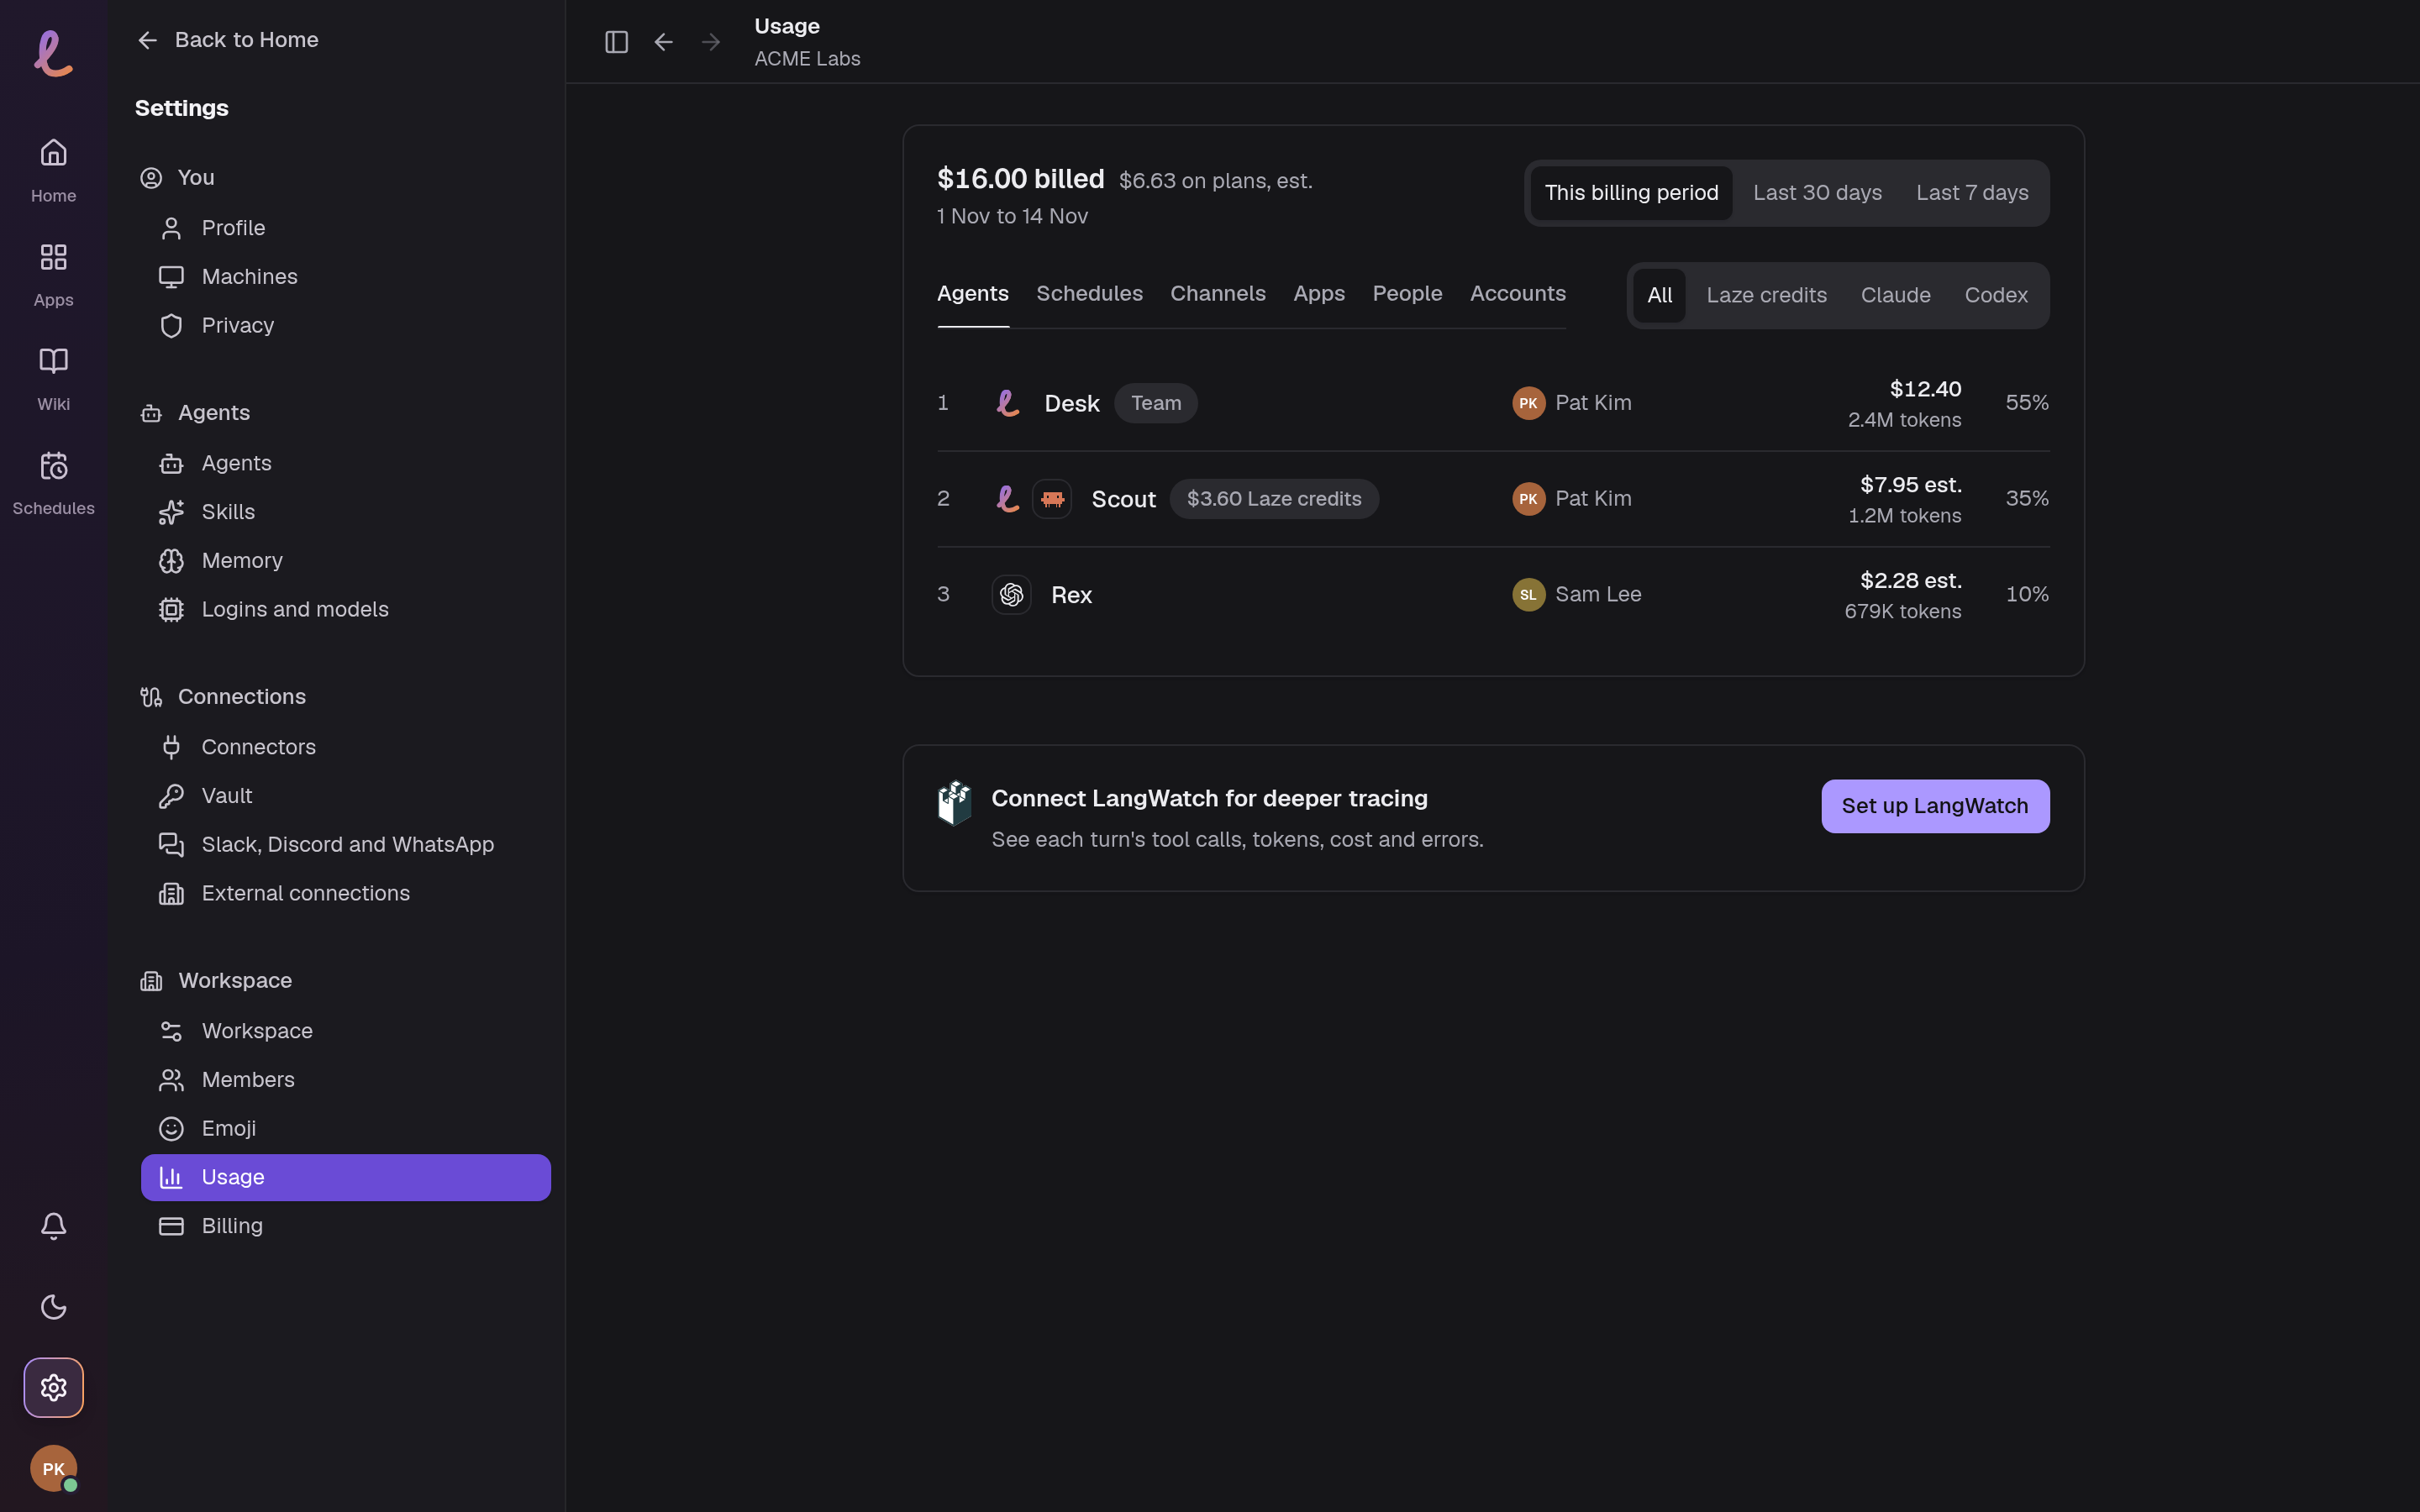 Home
Apps
Wiki
Schedules
PK
Back to Home
Settings
You
Profile
Machines
Privacy
Agents
Agents
Skills
Memory
Logins and models
Connections
Connectors
Vault
Slack, Discord and WhatsApp
External connections
Workspace
Workspace
Members
Emoji
Usage
Billing
Usage
ACME Labs
$16.00 billed $6.63 on plans, est.
1 Nov to 14 Nov
This billing period Last 30 days Last 7 days
Agents Schedules Channels Apps People Accounts
All Laze credits Claude Codex
1 Desk Team PK Pat Kim $12.40 55%
2.4M tokens
2 Scout $3.60 Laze credits PK Pat Kim $7.95 est. 35%
1.2M tokens
3 Rex SL Sam Lee $2.28 est. 10%
679K tokens
Connect LangWatch for deeper tracing
See each turn's tool calls, tokens, cost and errors.
Set up LangWatch